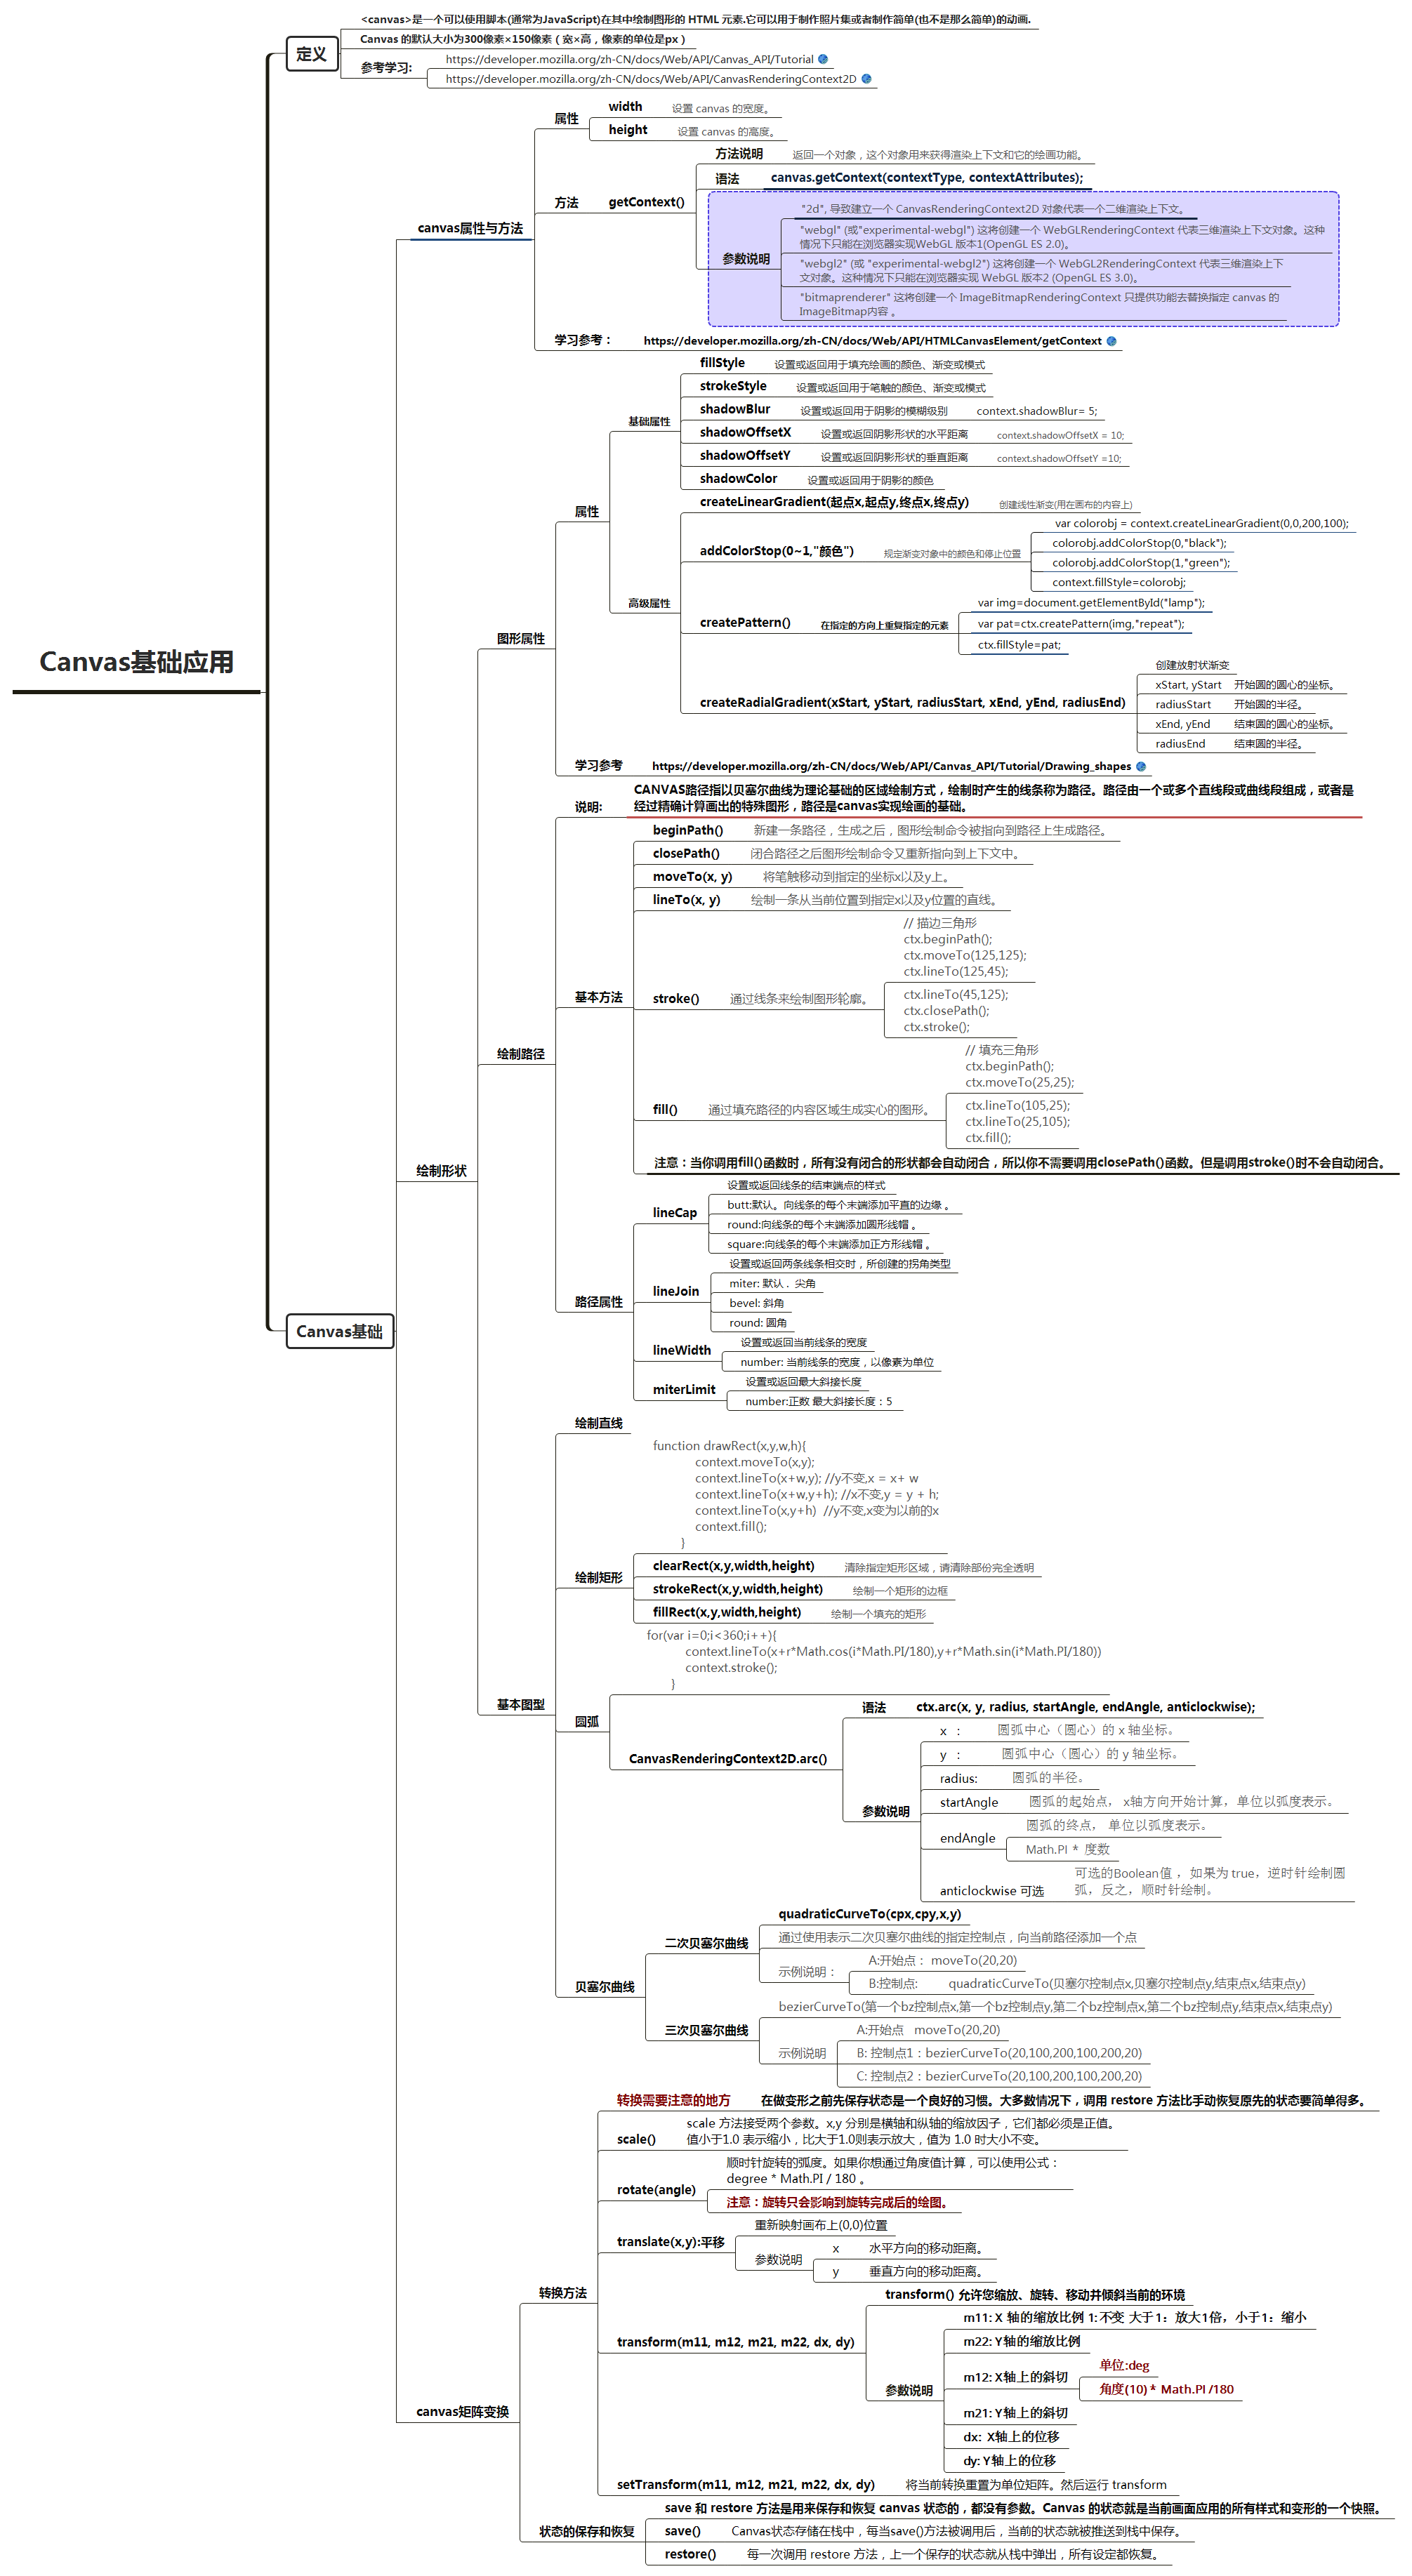 Canvas基础应用
定义
<canvas>是一个可以使用脚本(通常为JavaScript)在其中绘制图形的 HTML 元素.它可以用于制作照片集或者制作简单(也不是那么简单)的动画.
Canvas 的默认大小为300像素×150像素（宽×高，像素的单位是px）
参考学习:
https://developer.mozilla.org/zh-CN/docs/Web/API/Canvas_API/Tutorial
https://developer.mozilla.org/zh-CN/docs/Web/API/CanvasRenderingContext2D
Canvas基础
canvas属性与方法
属性
width 设置 canvas 的宽度。
height 设置 canvas 的高度。
方法
getContext()
方法说明 返回一个对象，这个对象用来获得渲染上下文和它的绘画功能。
语法 canvas.getContext(contextType, contextAttributes);
参数说明
"2d", 导致建立一个 CanvasRenderingContext2D 对象代表一个二维渲染上下文。
"webgl" (或"experimental-webgl") 这将创建一个 WebGLRenderingContext 代表三维渲染上下文对象。这种
情况下只能在浏览器实现WebGL 版本1(OpenGL ES 2.0)。
"webgl2" (或 "experimental-webgl2") 这将创建一个 WebGL2RenderingContext 代表三维渲染上下
文对象。这种情况下只能在浏览器实现 WebGL 版本2 (OpenGL ES 3.0)。
"bitmaprenderer" 这将创建一个 ImageBitmapRenderingContext 只提供功能去替换指定 canvas 的
ImageBitmap内容 。
学习参考： https://developer.mozilla.org/zh-CN/docs/Web/API/HTMLCanvasElement/getContext
绘制形状
图形属性
属性
基础属性
fillStyle 设置或返回用于填充绘画的颜色、渐变或模式
strokeStyle 设置或返回用于笔触的颜色、渐变或模式
shadowBlur 设置或返回用于阴影的模糊级别 context.shadowBlur= 5;
shadowOffsetX 设置或返回阴影形状的水平距离 context.shadowOffsetX = 10;
shadowOffsetY 设置或返回阴影形状的垂直距离 context.shadowOffsetY =10;
shadowColor 设置或返回用于阴影的颜色
高级属性
createLinearGradient(起点x,起点y,终点x,终点y) 创建线性渐变(用在画布的内容上)
addColorStop(0~1,"颜色") 规定渐变对象中的颜色和停止位置
var colorobj = context.createLinearGradient(0,0,200,100);
colorobj.addColorStop(0,"black");
colorobj.addColorStop(1,"green");
context.fillStyle=colorobj;
createPattern() 在指定的方向上重复指定的元素
var img=document.getElementById("lamp");
var pat=ctx.createPattern(img,"repeat");
ctx.fillStyle=pat;
createRadialGradient(xStart, yStart, radiusStart, xEnd, yEnd, radiusEnd)
创建放射状渐变
xStart, yStart 开始圆的圆心的坐标。
radiusStart 开始圆的半径。
xEnd, yEnd 结束圆的圆心的坐标。
radiusEnd 结束圆的半径。
学习参考 https://developer.mozilla.org/zh-CN/docs/Web/API/Canvas_API/Tutorial/Drawing_shapes
绘制路径
说明:
CANVAS路径指以贝塞尔曲线为理论基础的区域绘制方式，绘制时产生的线条称为路径。路径由一个或多个直线段或曲线段组成，或者是
经过精确计算画出的特殊图形，路径是canvas实现绘画的基础。
基本方法
beginPath() 新建一条路径，生成之后，图形绘制命令被指向到路径上生成路径。
closePath() 闭合路径之后图形绘制命令又重新指向到上下文中。
moveTo(x, y) 将笔触移动到指定的坐标x以及y上。
lineTo(x, y) 绘制一条从当前位置到指定x以及y位置的直线。
stroke() 通过线条来绘制图形轮廓。
// 描边三角形
ctx.beginPath();
ctx.moveTo(125,125);
ctx.lineTo(125,45);
ctx.lineTo(45,125);
ctx.closePath();
ctx.stroke();
fill() 通过填充路径的内容区域生成实心的图形。
// 填充三角形
ctx.beginPath();
ctx.moveTo(25,25);
ctx.lineTo(105,25);
ctx.lineTo(25,105);
ctx.fill();
注意：当你调用fill()函数时，所有没有闭合的形状都会自动闭合，所以你不需要调用closePath()函数。但是调用stroke()时不会自动闭合。
路径属性
lineCap
设置或返回线条的结束端点的样式
butt:默认。向线条的每个末端添加平直的边缘 。
round:向线条的每个末端添加圆形线帽 。
square:向线条的每个末端添加正方形线帽 。
lineJoin
设置或返回两条线条相交时，所创建的拐角类型
miter: 默认 . 尖角
bevel: 斜角
round: 圆角
lineWidth
设置或返回当前线条的宽度
number: 当前线条的宽度，以像素为单位
miterLimit
设置或返回最大斜接长度
number:正数 最大斜接长度：5
基本图型
绘制直线
绘制矩形
function drawRect(x,y,w,h){
context.moveTo(x,y);
context.lineTo(x+w,y); //y不变,x = x+ w
context.lineTo(x+w,y+h); //x不变,y = y + h;
context.lineTo(x,y+h) //y不变,x变为以前的x
context.fill();
}
clearRect(x,y,width,height) 清除指定矩形区域，请清除部份完全透明
strokeRect(x,y,width,height) 绘制一个矩形的边框
fillRect(x,y,width,height) 绘制一个填充的矩形
圆弧
for(var i=0;i<360;i++){
context.lineTo(x+r*Math.cos(i*Math.PI/180),y+r*Math.sin(i*Math.PI/180))
context.stroke();
}
CanvasRenderingContext2D.arc()
语法 ctx.arc(x, y, radius, startAngle, endAngle, anticlockwise);
参数说明
x ： 圆弧中心（圆心）的 x 轴坐标。
y ： 圆弧中心（圆心）的 y 轴坐标。
radius: 圆弧的半径。
startAngle 圆弧的起始点， x轴方向开始计算，单位以弧度表示。
endAngle
圆弧的终点， 单位以弧度表示。
Math.PI * 度数
anticlockwise 可选
可选的Boolean值 ，如果为 true，逆时针绘制圆
弧，反之，顺时针绘制。
贝塞尔曲线
二次贝塞尔曲线
quadraticCurveTo(cpx,cpy,x,y)
通过使用表示二次贝塞尔曲线的指定控制点，向当前路径添加一个点
示例说明：
A:开始点： moveTo(20,20)
B:控制点: quadraticCurveTo(贝塞尔控制点x,贝塞尔控制点y,结束点x,结束点y)
三次贝塞尔曲线
bezierCurveTo(第一个bz控制点x,第一个bz控制点y,第二个bz控制点x,第二个bz控制点y,结束点x,结束点y)
示例说明
A:开始点 moveTo(20,20)
B: 控制点1：bezierCurveTo(20,100,200,100,200,20)
C: 控制点2：bezierCurveTo(20,100,200,100,200,20)
canvas矩阵变换
转换方法
转换需要注意的地方 在做变形之前先保存状态是一个良好的习惯。大多数情况下，调用 restore 方法比手动恢复原先的状态要简单得多。
scale()
scale 方法接受两个参数。x,y 分别是横轴和纵轴的缩放因子，它们都必须是正值。
值小于1.0 表示缩小，比大于1.0则表示放大，值为 1.0 时大小不变。
rotate(angle)
顺时针旋转的弧度。如果你想通过角度值计算，可以使用公式：
degree * Math.PI / 180 。
注意：旋转只会影响到旋转完成后的绘图。
translate(x,y):平移
重新映射画布上(0,0)位置
参数说明
x 水平方向的移动距离。
y 垂直方向的移动距离。
transform(m11, m12, m21, m22, dx, dy)
transform() 允许您缩放、旋转、移动并倾斜当前的环境
参数说明
m11: X 轴的缩放比例 1:不变 大于1：放大1倍，小于1：缩小
m22: Y轴的缩放比例
m12: X轴上的斜切
单位:deg
角度(10) * Math.PI /180
m21: Y轴上的斜切
dx: X轴上的位移
dy: Y轴上的位移
setTransform(m11, m12, m21, m22, dx, dy) 将当前转换重置为单位矩阵。然后运行 transform
状态的保存和恢复
save 和 restore 方法是用来保存和恢复 canvas 状态的，都没有参数。Canvas 的状态就是当前画面应用的所有样式和变形的一个快照。
save() Canvas状态存储在栈中，每当save()方法被调用后，当前的状态就被推送到栈中保存。
restore() 每一次调用 restore 方法，上一个保存的状态就从栈中弹出，所有设定都恢复。